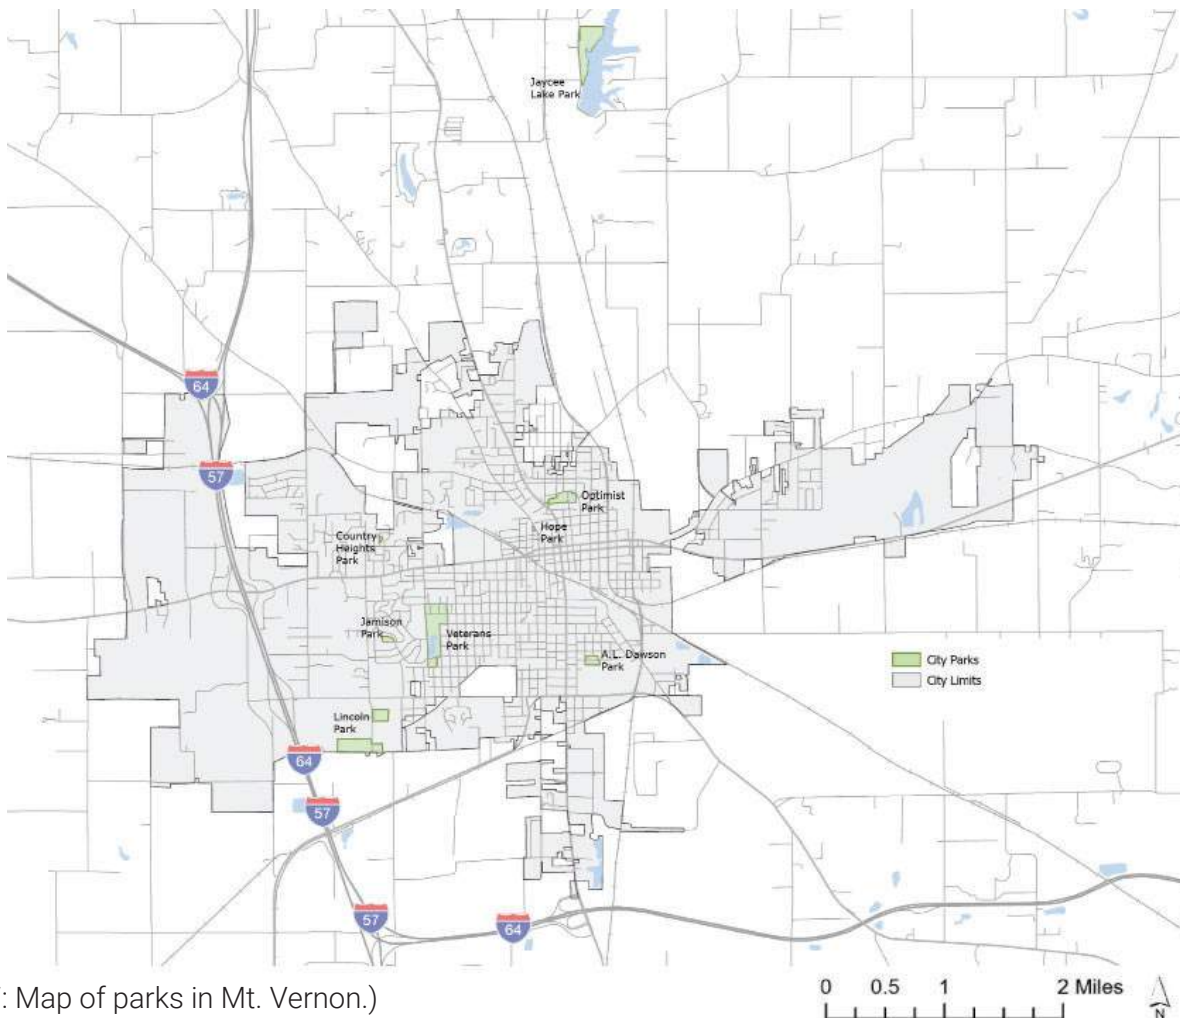 Jaycee
Lake Park
64
57
Optimist
Park
Hope
Park
Country
Heights
Park
Jamison
Park
Veterans
Park
A.L. Dawson
Park
City Parks
City Limits
Lincoln
Park
64
57
57
64
: Map of parks in Mt. Vernon.)
0 0.5 1 2 Miles
N